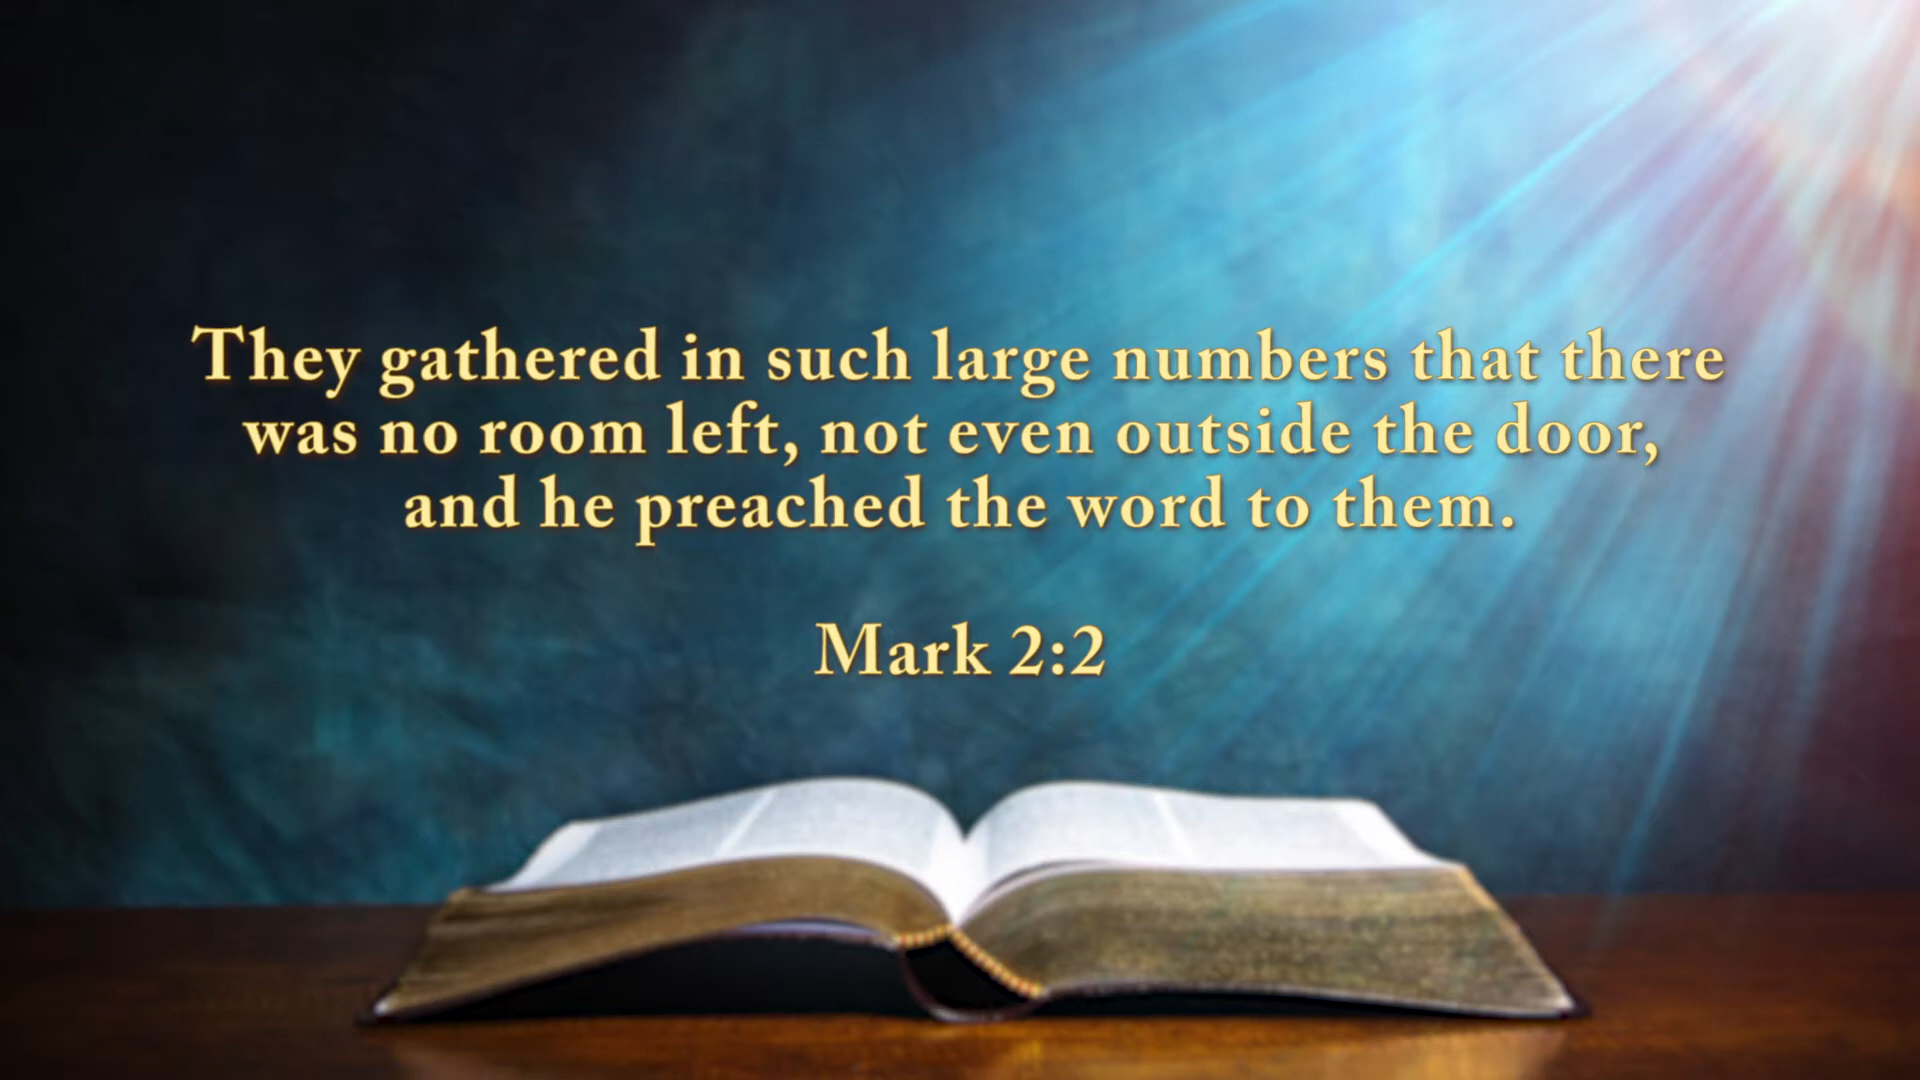 They gathered in such large numbers that there
was no room left, not even outside the door,
and he preached the word to them.
Mark 2:2